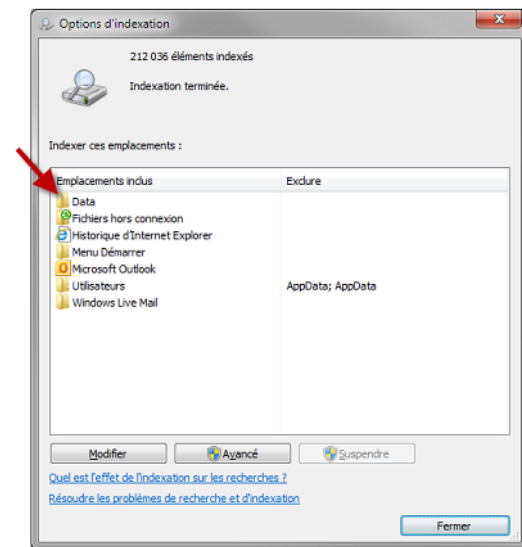 Options d'indexation
212 036 éléments indexés
Indexation terminée.
Indexer ces emplacements :
Emplacements inclus Exclure
Data
Fichiers hors connexion
Historique d'Internet Explorer
Menu Démarrer
Microsoft Outlook
Utilisateurs AppData; AppData
Windows Live Mail
Modifier Avancé Suspendre
Quel est l'effet de l'indexation sur les recherches ?
Résoudre les problèmes de recherche et d'indexation
Fermer